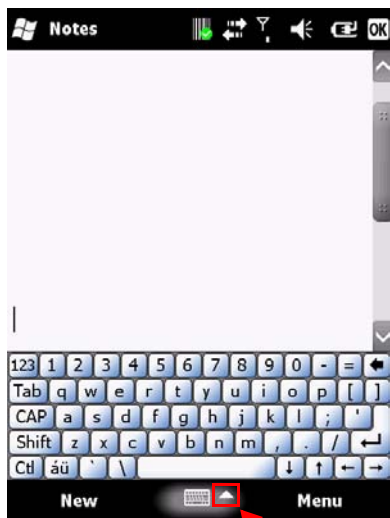 Notes OK
123 1 2 3 4 5 6 7 8 9 0 - =
Tab q w e r t y u i o p [ ]
CAP a s d f g h j k l ; '
Shift z x c v b n m , . /
Ctl áü ` \
New Menu